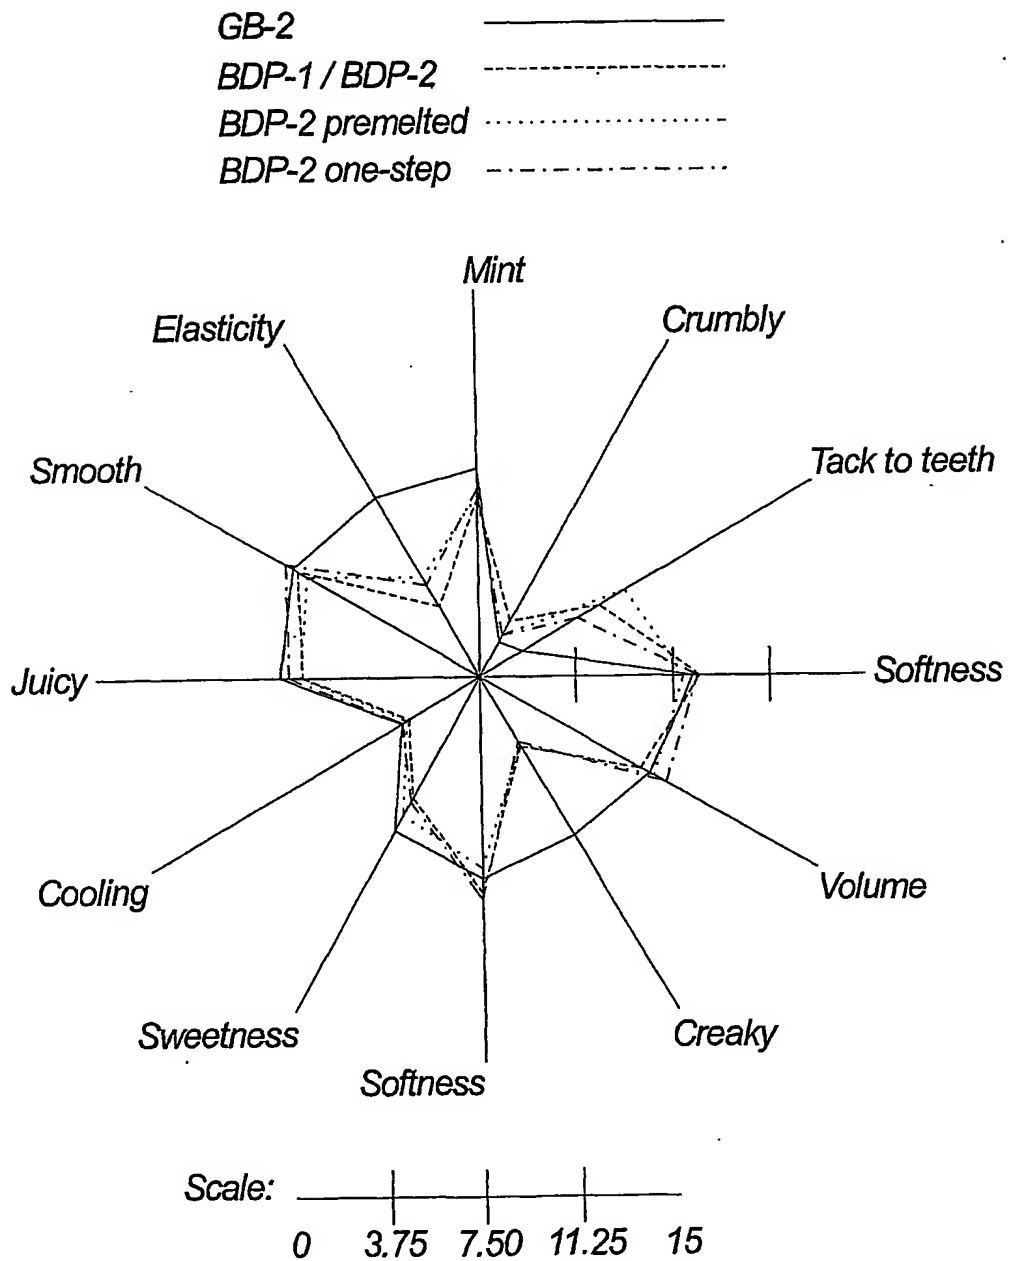 GB-2
BDP-1 / BDP-2
BDP-2 premelted
BDP-2 one-step
Mint
Elasticity
Crumbly
Smooth
Tack to teeth
Juicy
Softness
Cooling
Volume
Sweetness
Creaky
Softness
Scale:
0 3.75 7.50 11.25 15